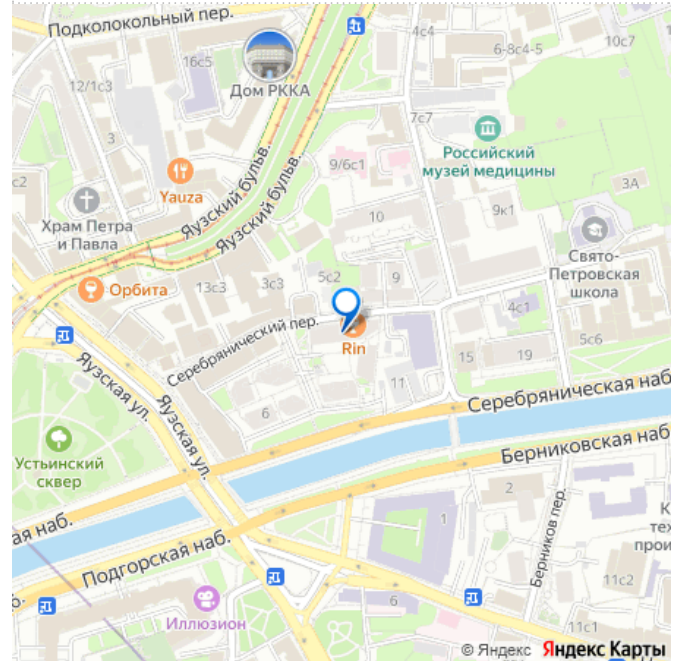 Подколокольный пер.
4с4
6-8с4-5
10с7
16с5
12/1с3
Дом РККА
3
7с7
с2
Yauza
Яузский бульв.
Яузский бульв.
9/6с1
Российский
музей медицины
3А
Храм Петра
и Павла
10
9к1
Свято-
Петровская
школа
Орбита
13с3
3с3
5с2
9
4с1
Серебрянический пер.
Rin
15
19
5с6
11
6
Яузская ул.
Яузская ул.
Серебряническая наб
Устьинский
сквер
Берниковская наб
2
ая наб.
Подгорская наб.
1
Берников пер.
К
тех
прои
б.
Иллюзион
6
11с2
11с1
© Яндекс Яндекс Карты